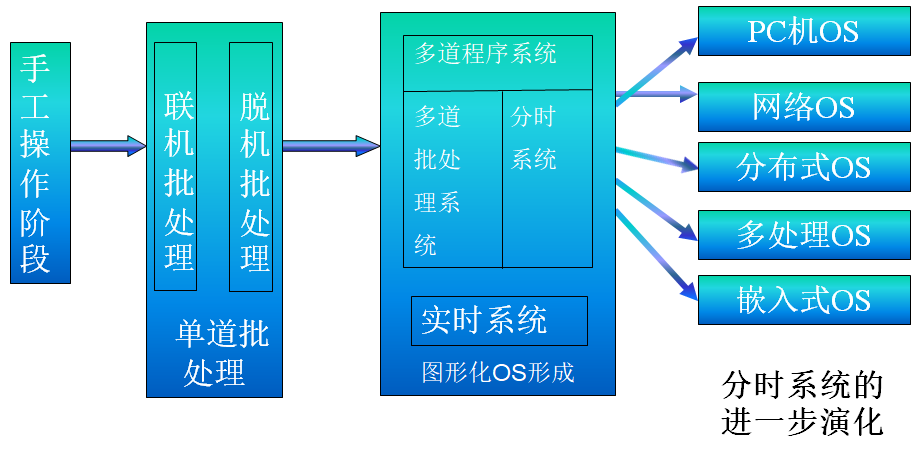 手工操作阶段
联机批处理
脱机批处理
单道批
处理
多道程序系统
多道
批处
理系
统
分时
系统
实时系统
图形化OS形成
PC机OS
网络OS
分布式OS
多处理OS
嵌入式OS
分时系统的
进一步演化